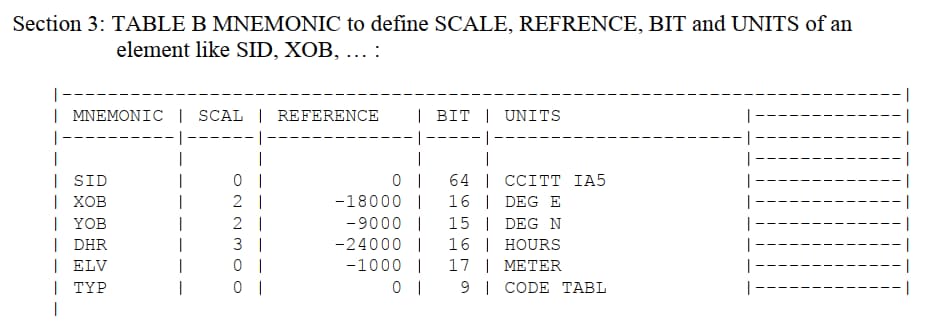 Section 3: TABLE B MNEMONIC to define SCALE, REFRENCE, BIT and UNITS of an
element like SID, XOB, … :
|------------------------------------------------------------------------------|
| MNEMONIC | SCAL | REFERENCE | BIT | UNITS |-------------|
|----------|------|-------------|-----|----------------------|-------------|
| | | | | |-------------|
| SID | 0 | 0 | 64 | CCITT IA5 |-------------|
| XOB | 2 | -18000 | 16 | DEG E |-------------|
| YOB | 2 | -9000 | 15 | DEG N |-------------|
| DHR | 3 | -24000 | 16 | HOURS |-------------|
| ELV | 0 | -1000 | 17 | METER |-------------|
| TYP | 0 | 0 | 9 | CODE TABL |-------------|
|